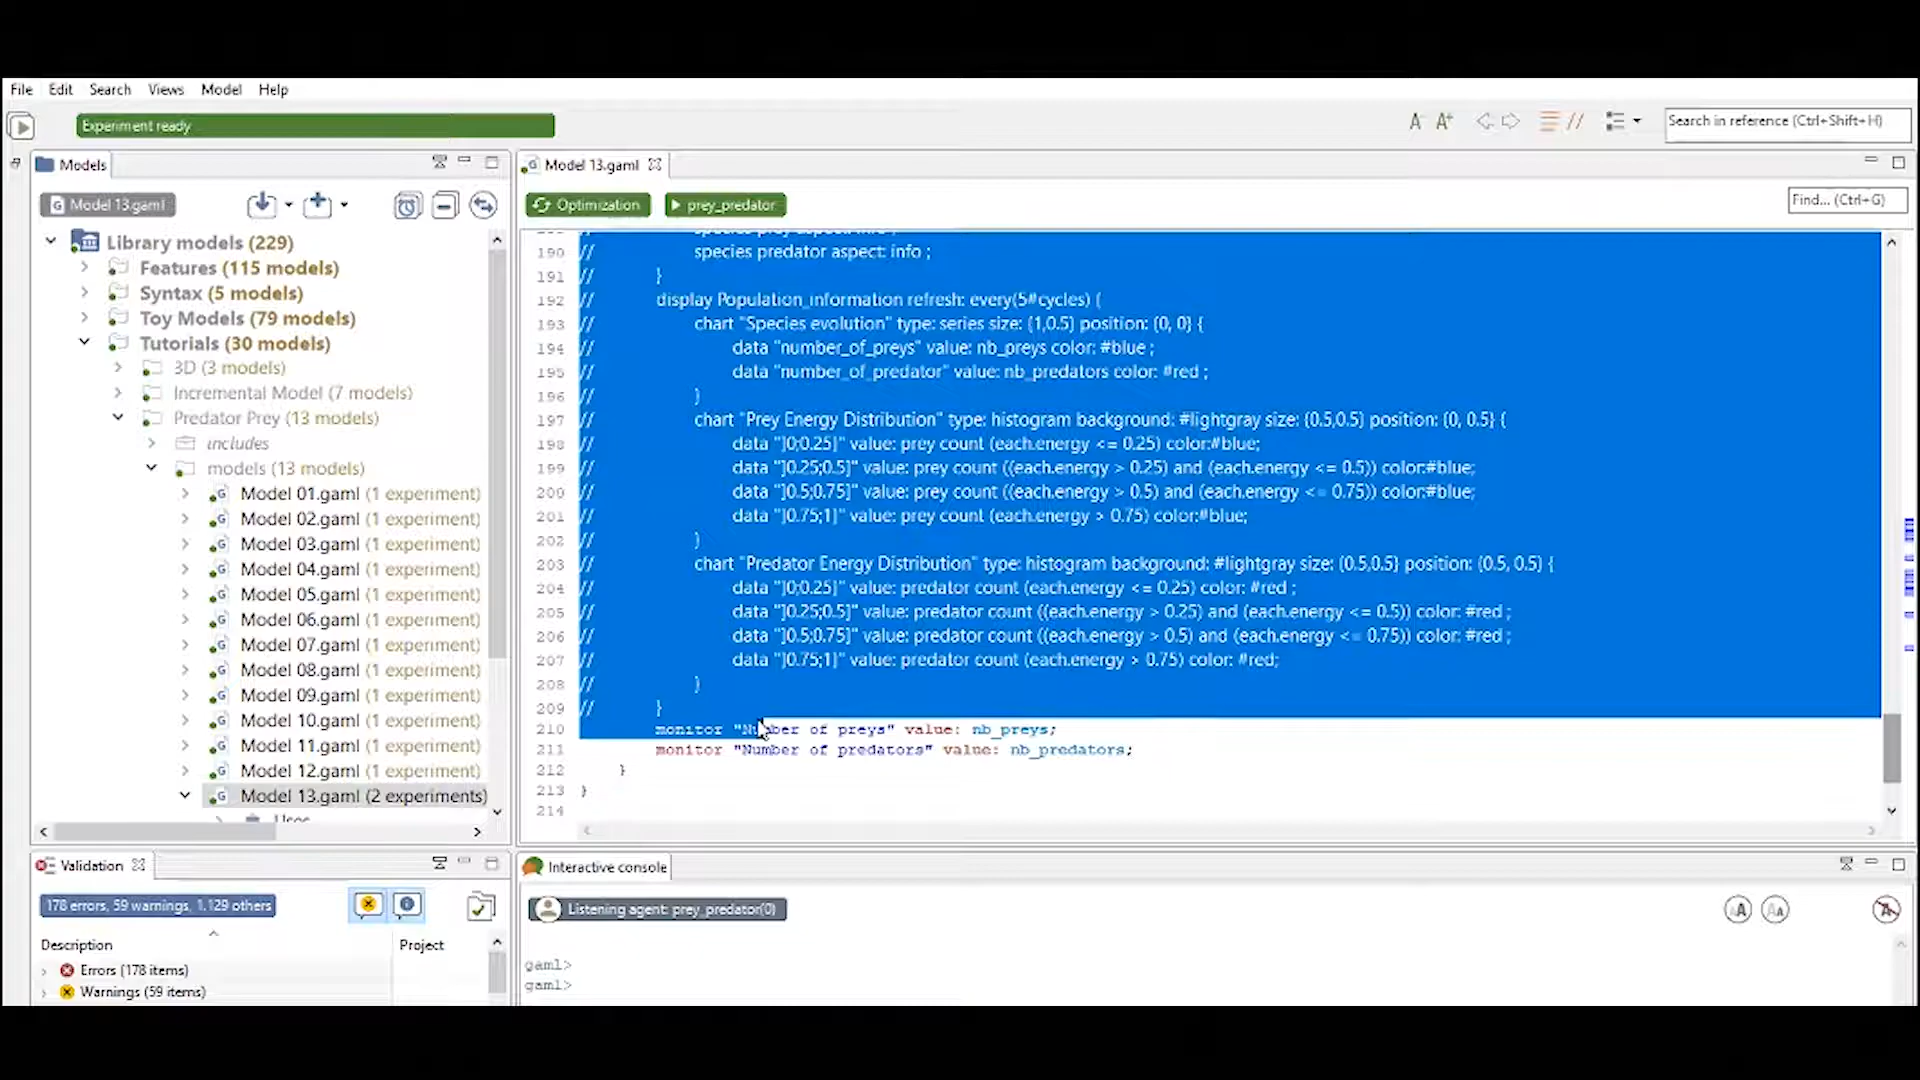 File Edit Search Views Model Help
Experiment ready
A⁻ A⁺ // Search in reference (Ctrl+Shift+H)
Models
Model 13.gaml
Model 13.gaml
Optimization prey_predator Find... (Ctrl+G)
Library models (229)
Features (115 models)
Syntax (5 models)
Toy Models (79 models)
Tutorials (30 models)
3D (3 models)
Incremental Model (7 models)
Predator Prey (13 models)
includes
models (13 models)
Model 01.gaml (1 experiment)
Model 02.gaml (1 experiment)
Model 03.gaml (1 experiment)
Model 04.gaml (1 experiment)
Model 05.gaml (1 experiment)
Model 06.gaml (1 experiment)
Model 07.gaml (1 experiment)
Model 08.gaml (1 experiment)
Model 09.gaml (1 experiment)
Model 10.gaml (1 experiment)
Model 11.gaml (1 experiment)
Model 12.gaml (1 experiment)
Model 13.gaml (2 experiments)
190 // species predator aspect: info ;
191 // }
192 // display Population_information refresh: every(5#cycles) {
193 // chart "Species evolution" type: series size: {1,0.5} position: {0, 0} {
194 // data "number_of_preys" value: nb_preys color: #blue ;
195 // data "number_of_predator" value: nb_predators color: #red ;
196 // }
197 // chart "Prey Energy Distribution" type: histogram background: #lightgray size: {0.5,0.5} position: {0, 0.5} {
198 // data "]0;0.25]" value: prey count (each.energy <= 0.25) color:#blue;
199 // data "]0.25;0.5]" value: prey count ((each.energy > 0.25) and (each.energy <= 0.5)) color:#blue;
200 // data "]0.5;0.75]" value: prey count ((each.energy > 0.5) and (each.energy <= 0.75)) color:#blue;
201 // data "]0.75;1]" value: prey count (each.energy > 0.75) color:#blue;
202 // }
203 // chart "Predator Energy Distribution" type: histogram background: #lightgray size: {0.5,0.5} position: {0.5, 0.5} {
204 // data "]0;0.25]" value: predator count (each.energy <= 0.25) color: #red ;
205 // data "]0.25;0.5]" value: predator count ((each.energy > 0.25) and (each.energy <= 0.5)) color: #red ;
206 // data "]0.5;0.75]" value: predator count ((each.energy > 0.5) and (each.energy <= 0.75)) color: #red ;
207 // data "]0.75;1]" value: predator count (each.energy > 0.75) color: #red;
208 // }
209 // }
210 monitor "Number of preys" value: nb_preys;
211 monitor "Number of predators" value: nb_predators;
212 }
213 }
214
Validation
178 errors, 59 warnings, 1.129 others
Description Project
Errors (178 items)
Warnings (59 items)
Interactive console
Listening agent: prey_predator(0)
gaml>
gaml>